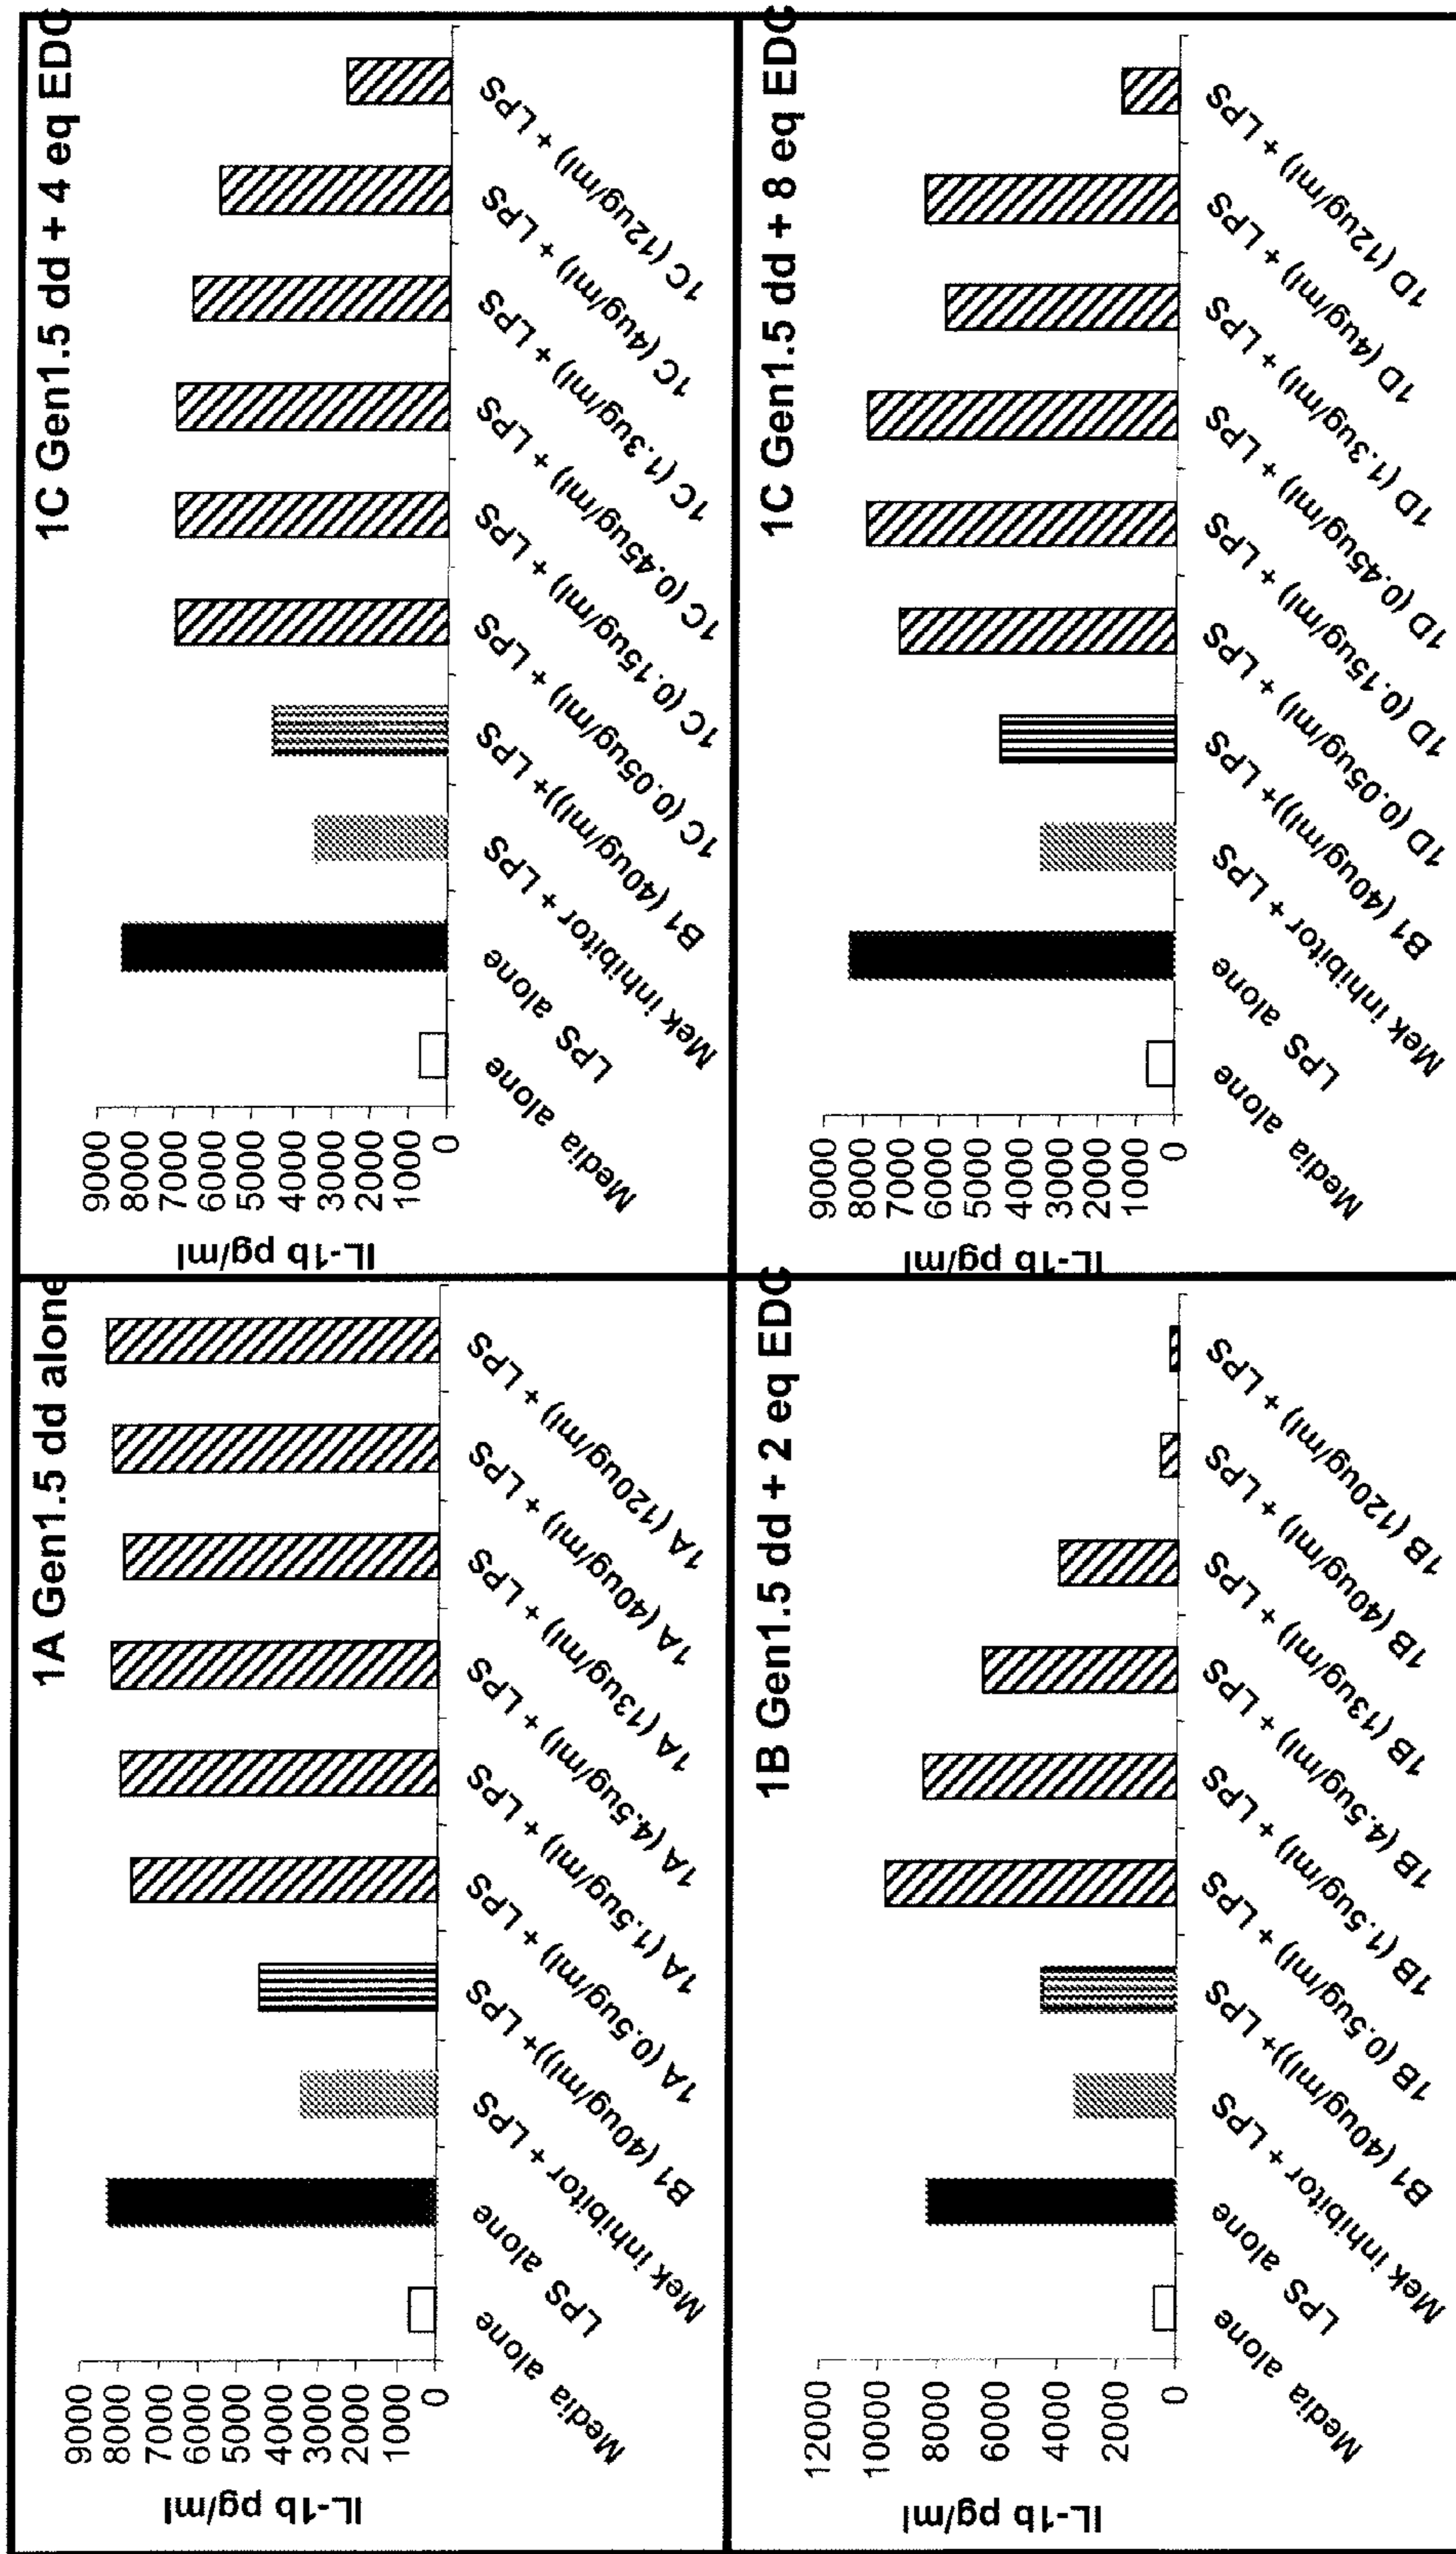 1A Gen1.5 dd alone
IL-1b pg/ml
9000
8000
7000
6000
5000
4000
3000
2000
1000
0
Media alone
LPS alone
Mek inhibitor + LPS
B1 (40ug/ml))+ LPS
1A (0.5ug/ml) + LPS
1A (1.5ug/ml) + LPS
1A (4.5ug/ml) + LPS
1A (13ug/ml) + LPS
1A (40ug/ml) + LPS
1A (120ug/ml) + LPS
1C Gen1.5 dd + 4 eq EDC
IL-1b pg/ml
9000
8000
7000
6000
5000
4000
3000
2000
1000
0
Media alone
LPS alone
Mek inhibitor + LPS
B1 (40ug/ml))+ LPS
1C (0.05ug/ml) + LPS
1C (0.15ug/ml) + LPS
1C (0.45ug/ml) + LPS
1C (1.3ug/ml) + LPS
1C (4ug/ml) + LPS
1C (12ug/ml) + LPS
1B Gen1.5 dd + 2 eq EDC
IL-1b pg/ml
12000
10000
8000
6000
4000
2000
0
Media alone
LPS alone
Mek inhibitor + LPS
B1 (40ug/ml))+ LPS
1B (0.5ug/ml) + LPS
1B (1.5ug/ml) + LPS
1B (4.5ug/ml) + LPS
1B (13ug/ml) + LPS
1B (40ug/ml) + LPS
1B (120ug/ml) + LPS
1C Gen1.5 dd + 8 eq EDC
IL-1b pg/ml
9000
8000
7000
6000
5000
4000
3000
2000
1000
0
Media alone
LPS alone
Mek inhibitor + LPS
B1 (40ug/ml))+ LPS
1D (0.05ug/ml) + LPS
1D (0.15ug/ml) + LPS
1D (0.45ug/ml) + LPS
1D (1.3ug/ml) + LPS
1D (4ug/ml) + LPS
1D (12ug/ml) + LPS